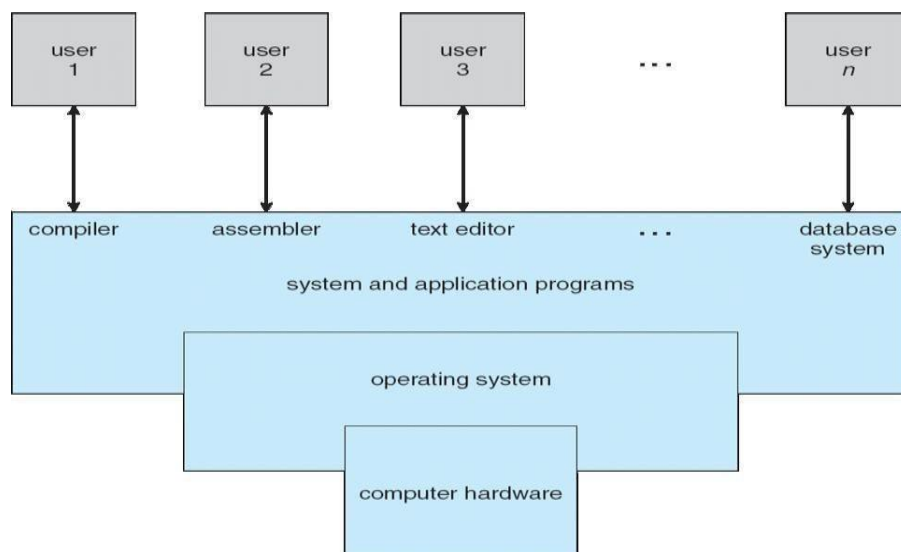 user
1
user
2
user
3
...
user
n
compiler
assembler
text editor
...
database
system
system and application programs
operating system
computer hardware